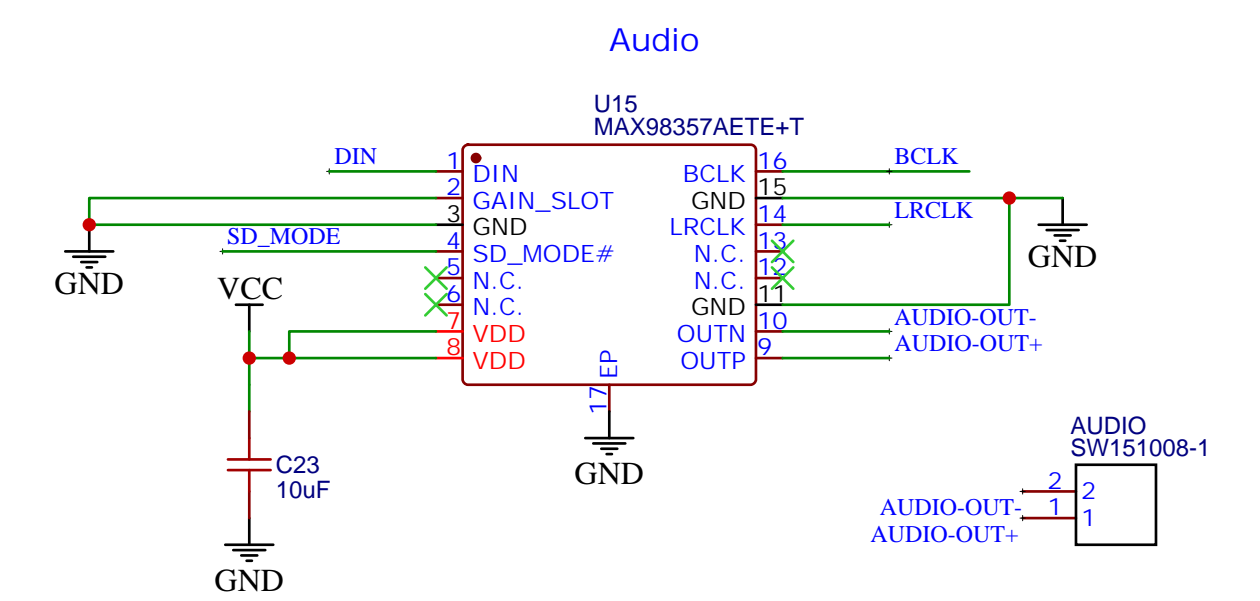 Audio
U15
MAX98357AETE+T
DIN
1
DIN
2
GAIN_SLOT
3
GND
SD_MODE
4
SD_MODE#
5
N.C.
6
N.C.
7
VDD
8
VDD
16
BCLK
BCLK
15
GND
14
LRCLK
LRCLK
13
N.C.
12
N.C.
11
GND
10
OUTN
AUDIO-OUT-
9
OUTP
AUDIO-OUT+
EP
17
GND
GND
VCC
GND
C23
10uF
GND
AUDIO
SW151008-1
2
2
AUDIO-OUT-
1
1
AUDIO-OUT+